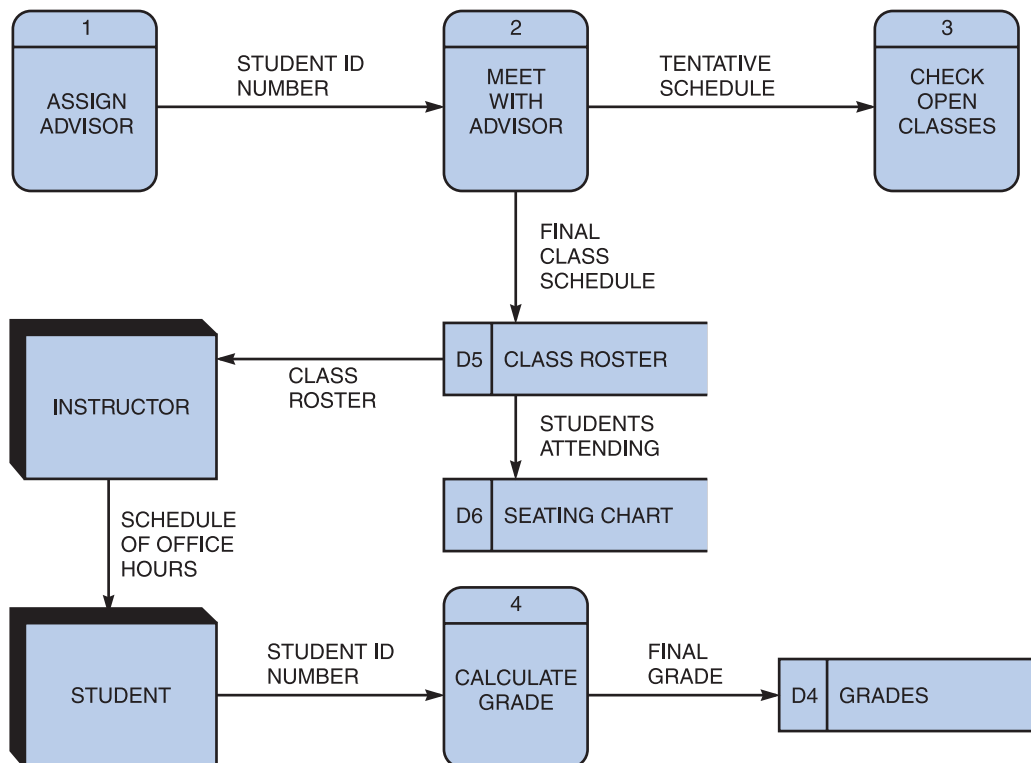 1
ASSIGN
ADVISOR
STUDENT ID
NUMBER
2
MEET
WITH
ADVISOR
TENTATIVE
SCHEDULE
3
CHECK
OPEN
CLASSES
FINAL
CLASS
SCHEDULE
INSTRUCTOR
CLASS
ROSTER
D5 CLASS ROSTER
STUDENTS
ATTENDING
D6 SEATING CHART
SCHEDULE
OF OFFICE
HOURS
STUDENT
STUDENT ID
NUMBER
4
CALCULATE
GRADE
FINAL
GRADE
D4 GRADES